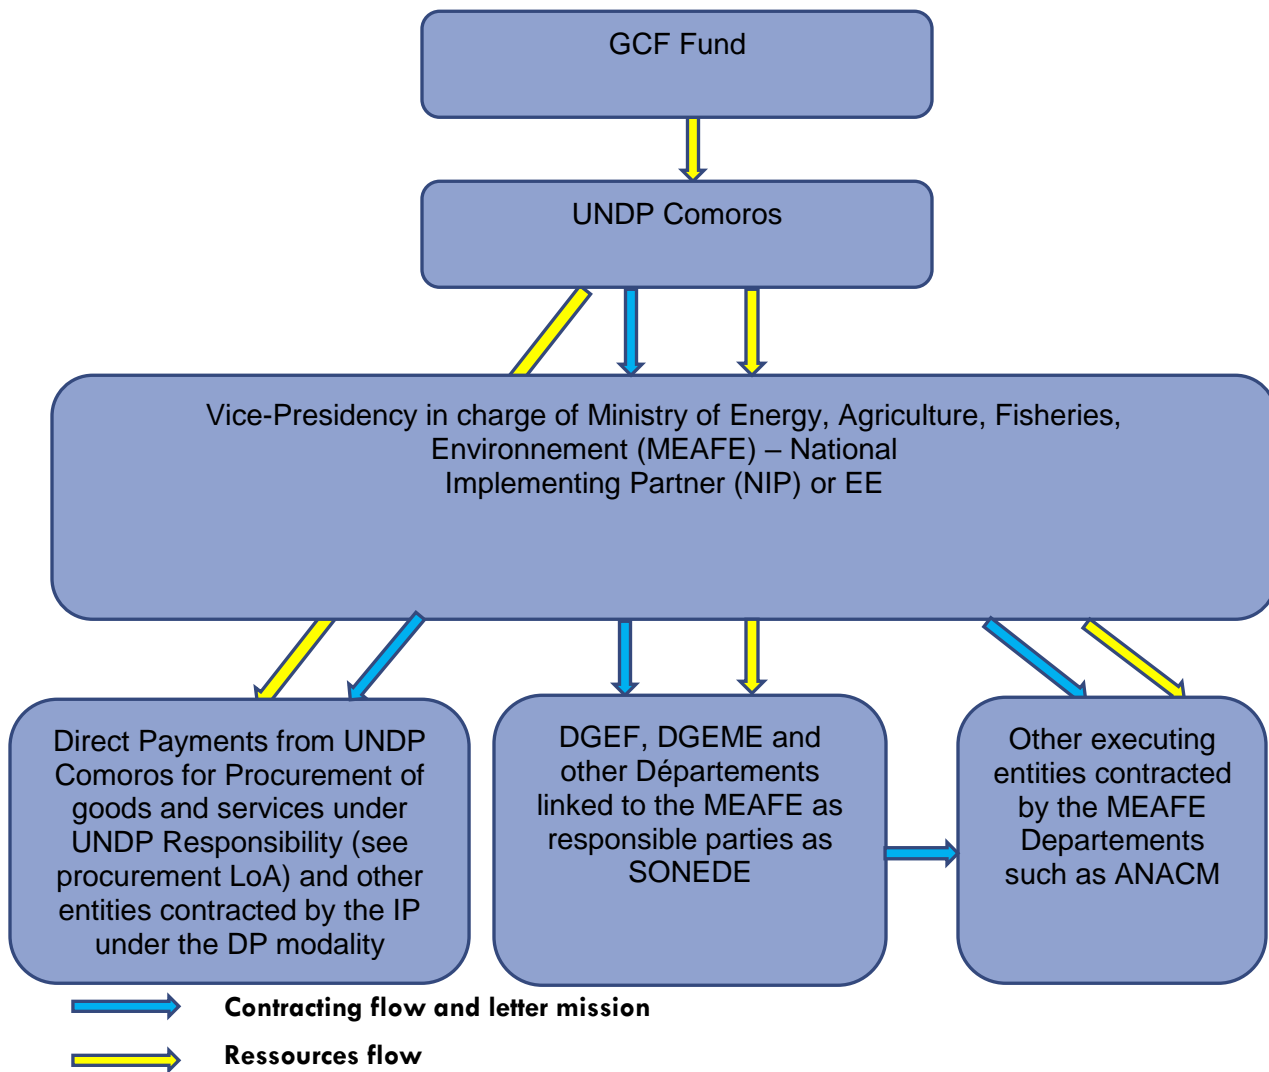 GCF Fund
UNDP Comoros
Vice-Presidency in charge of Ministry of Energy, Agriculture, Fisheries,
Environnement (MEAFE) – National
Implementing Partner (NIP) or EE
Direct Payments from UNDP
Comoros for Procurement of
goods and services under
UNDP Responsibility (see
procurement LoA) and other
entities contracted by the IP
under the DP modality
DGEF, DGEME and
other Départements
linked to the MEAFE as
responsible parties as
SONEDE
Other executing
entities contracted
by the MEAFE
Departements
such as ANACM
Contracting flow and letter mission
Ressources flow